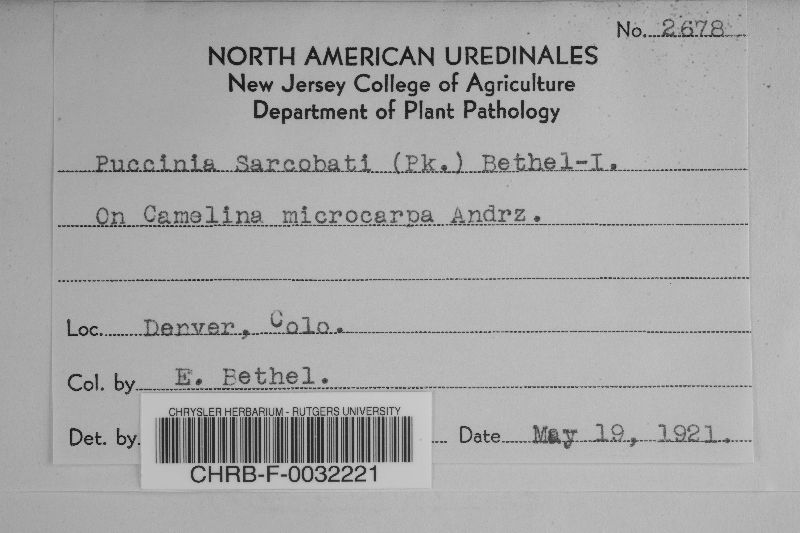 No. 2678
NORTH AMERICAN UREDINALES
New Jersey College of Agriculture
Department of Plant Pathology
Puccinia Sarcobati (Pk.) Bethel-I.
On Camelina microcarpa Andrz.
Loc. Denver, Colo.
Col. by E. Bethel.
Det. by. Date May 19, 1921.
CHRYSLER HERBARIUM - RUTGERS UNIVERSITY
CHRB-F-0032221